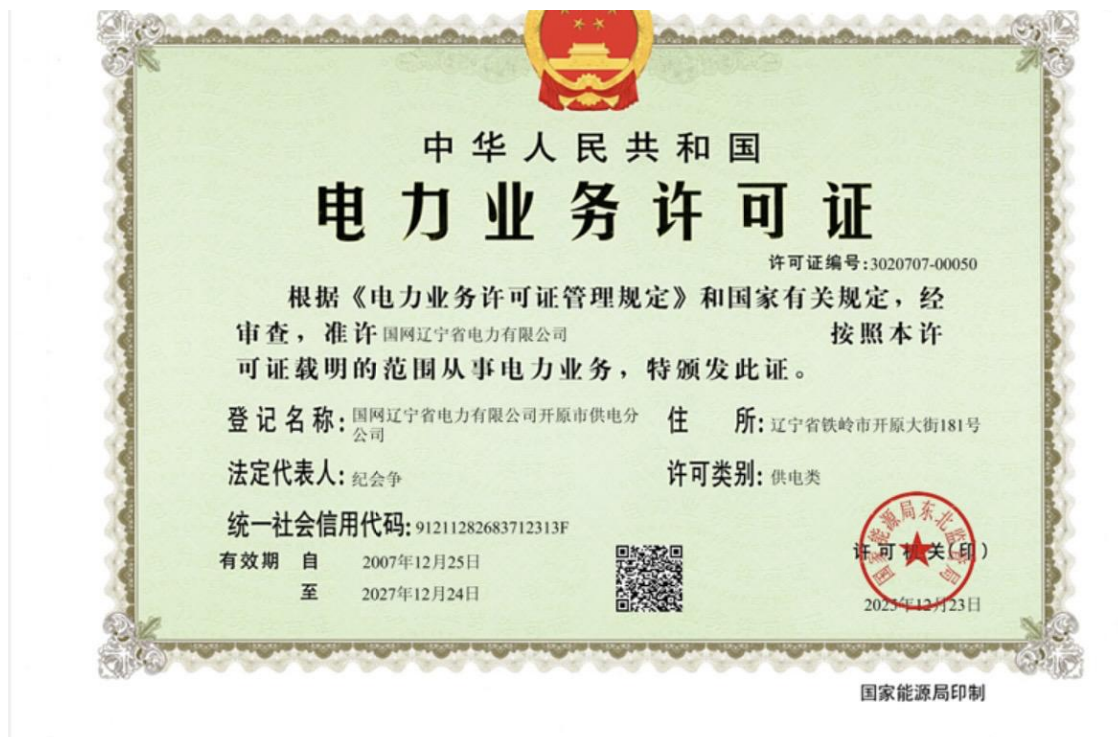 中华人民共和国
电力业务许可证
许可证编号:3020707-00050
根据《电力业务许可证管理规定》和国家有关规定，经
审查，准许 国网辽宁省电力有限公司 按照本许
可证载明的范围从事电力业务，特颁发此证。
登记名称: 国网辽宁省电力有限公司开原市供电分
公司
住 所: 辽宁省铁岭市开原大街181号
法定代表人: 纪会争
许可类别: 供电类
统一社会信用代码: 91211282683712313F
有效期 自 2007年12月25日
至 2027年12月24日
国家能源局东北监管局
许可机关(印)
2025年12月23日
国家能源局印制